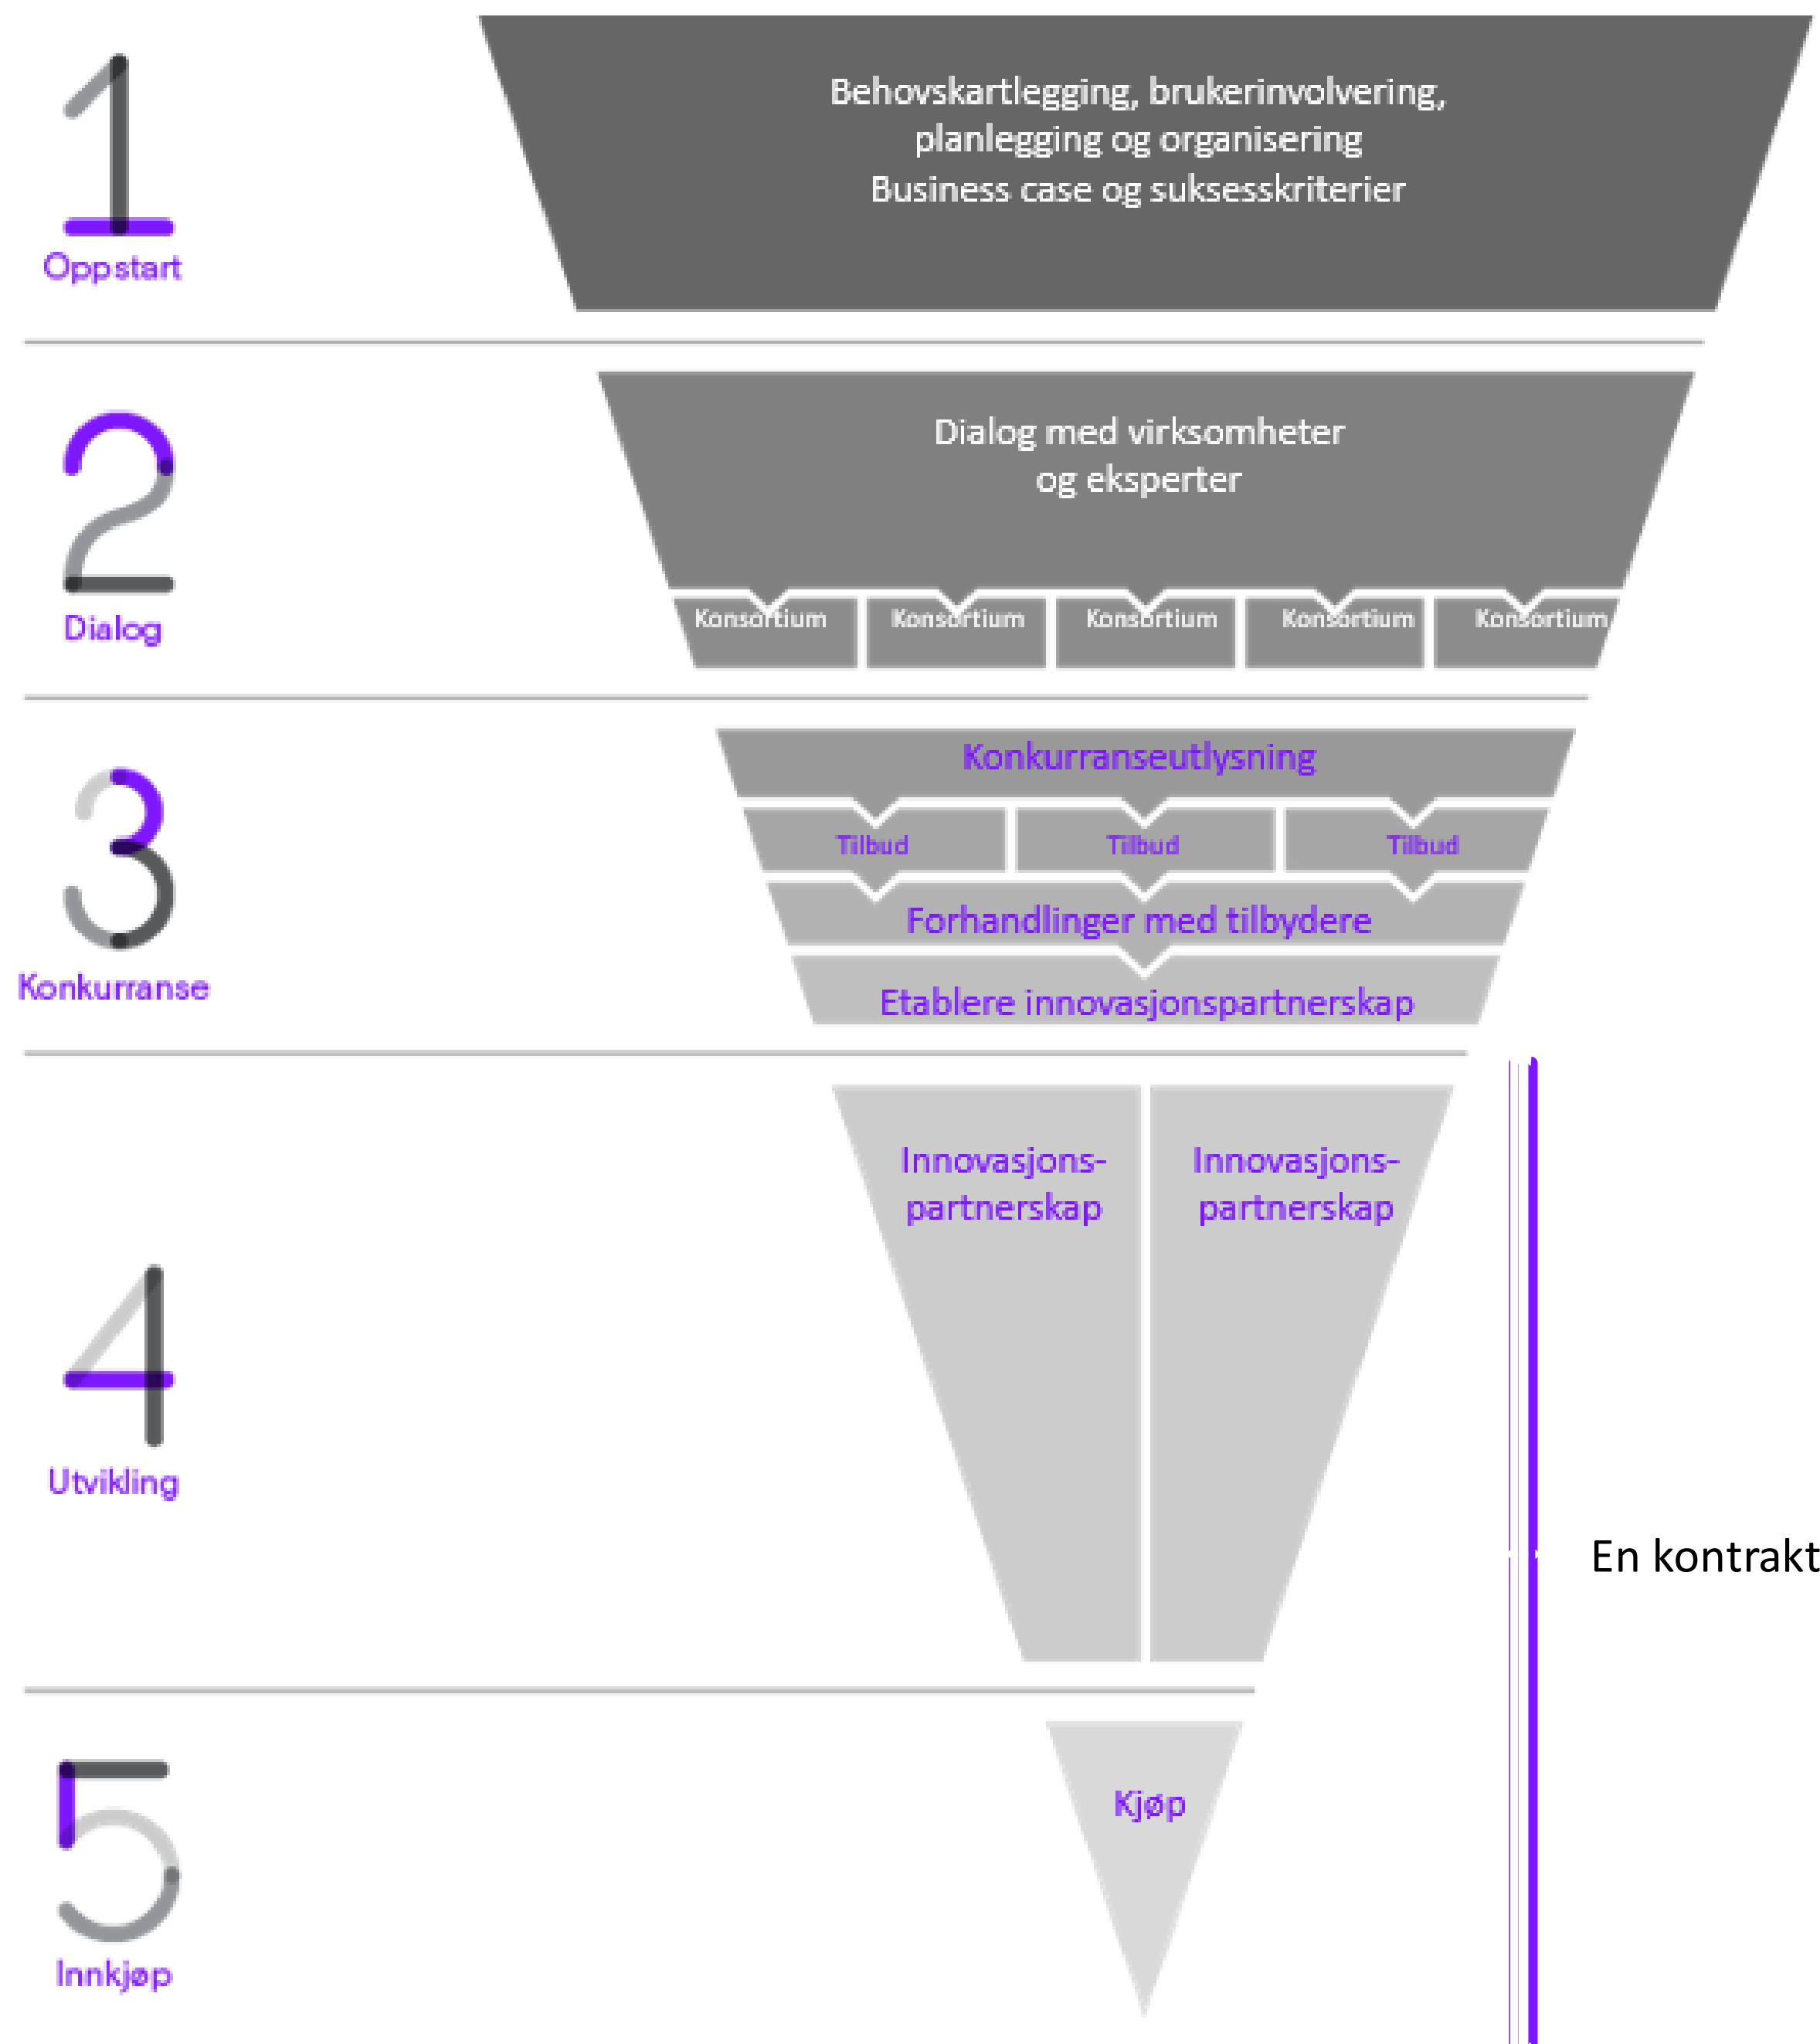 1
Oppstart
Behovskartlegging, brukerinvolvering,
planlegging og organisering
Business case og suksesskriterier
2
Dialog
Dialog med virksomheter
og eksperter
Konsortium
Konsortium
Konsortium
Konsortium
Konsortium
3
Konkurranse
Konkurranseutlysning
Tilbud
Tilbud
Tilbud
Forhandlinger med tilbydere
Etablere innovasjonspartnerskap
4
Utvikling
Innovasjons-
partnerskap
Innovasjons-
partnerskap
En kontrakt
5
Innkjøp
Kjøp